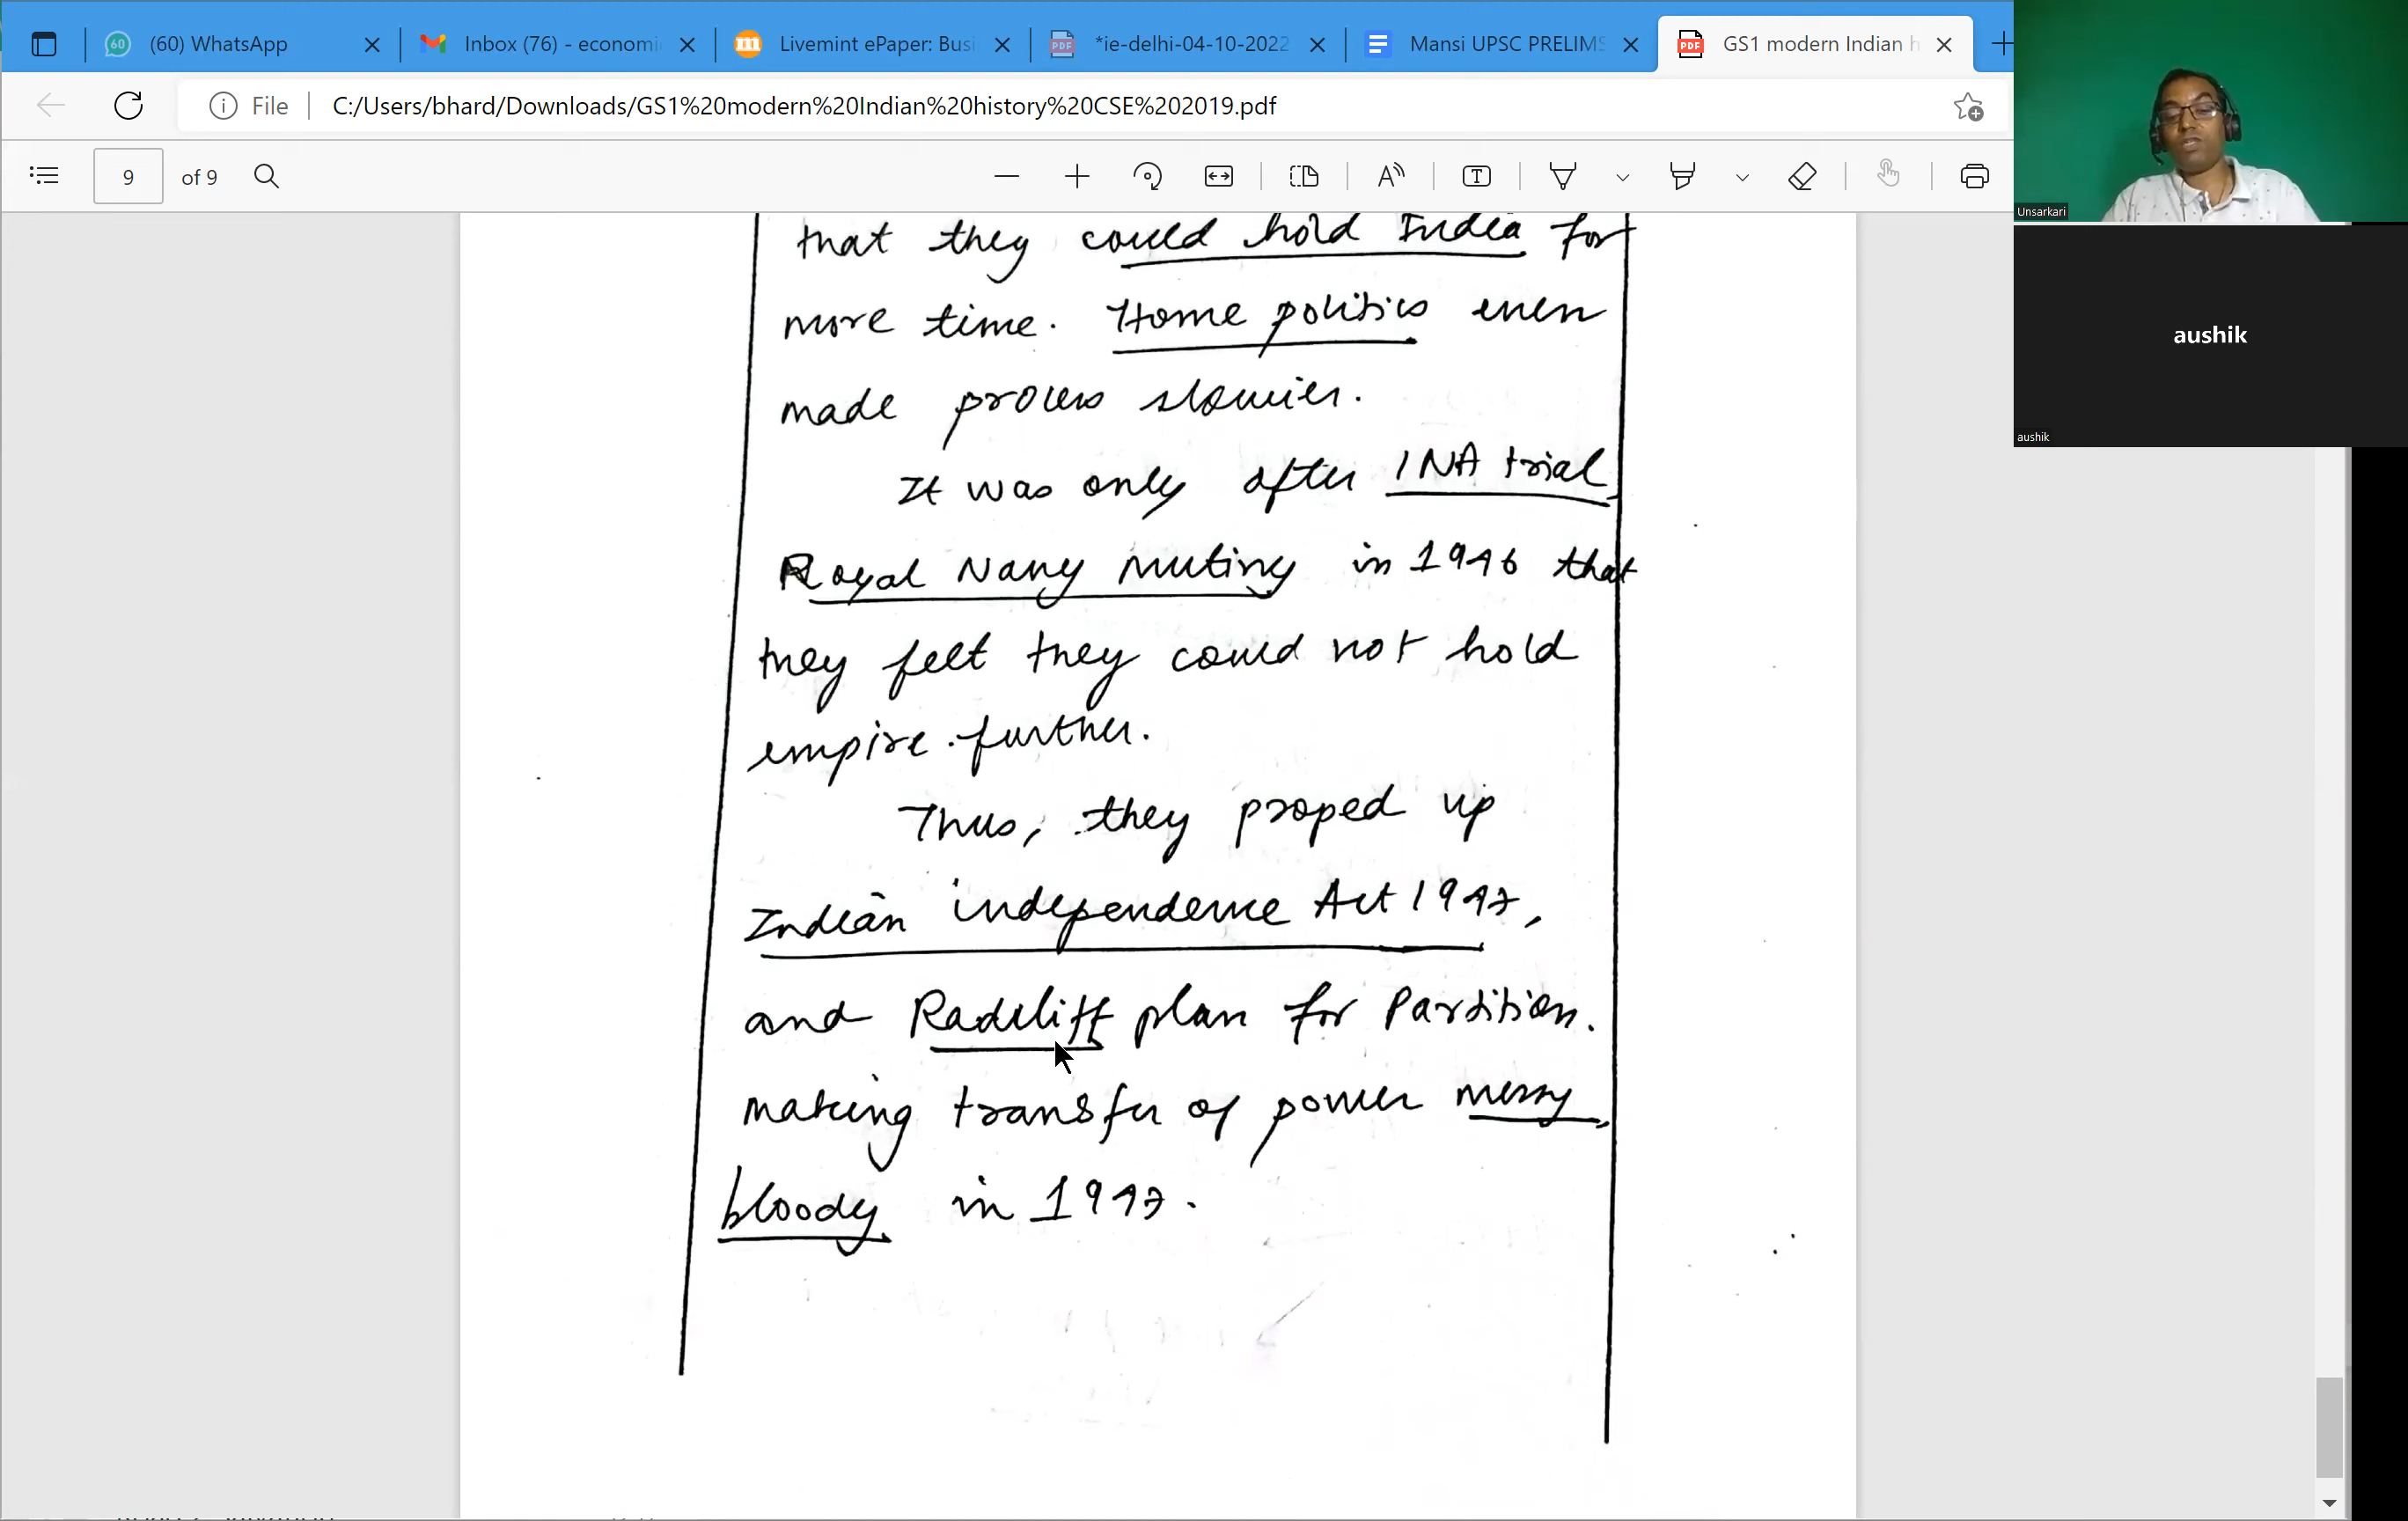 (60) WhatsApp
Inbox (76) - economi
Livemint ePaper: Busi
*ie-delhi-04-10-2022
Mansi UPSC PRELIMS
GS1 modern Indian h
File
C:/Users/bhard/Downloads/GS1%20modern%20Indian%20history%20CSE%202019.pdf
9 of 9
that they could hold India for
more time. Home politics even
made process slowier.
It was only after INA trial,
Royal Navy Mutiny in 1946 that
they felt they could not hold
empire further.
Thus, they proped up
Indian independence Act 1947,
and Radcliff plan for Partition.
making transfer of power messy,
bloody in 1947.
Unsarkari
aushik
aushik